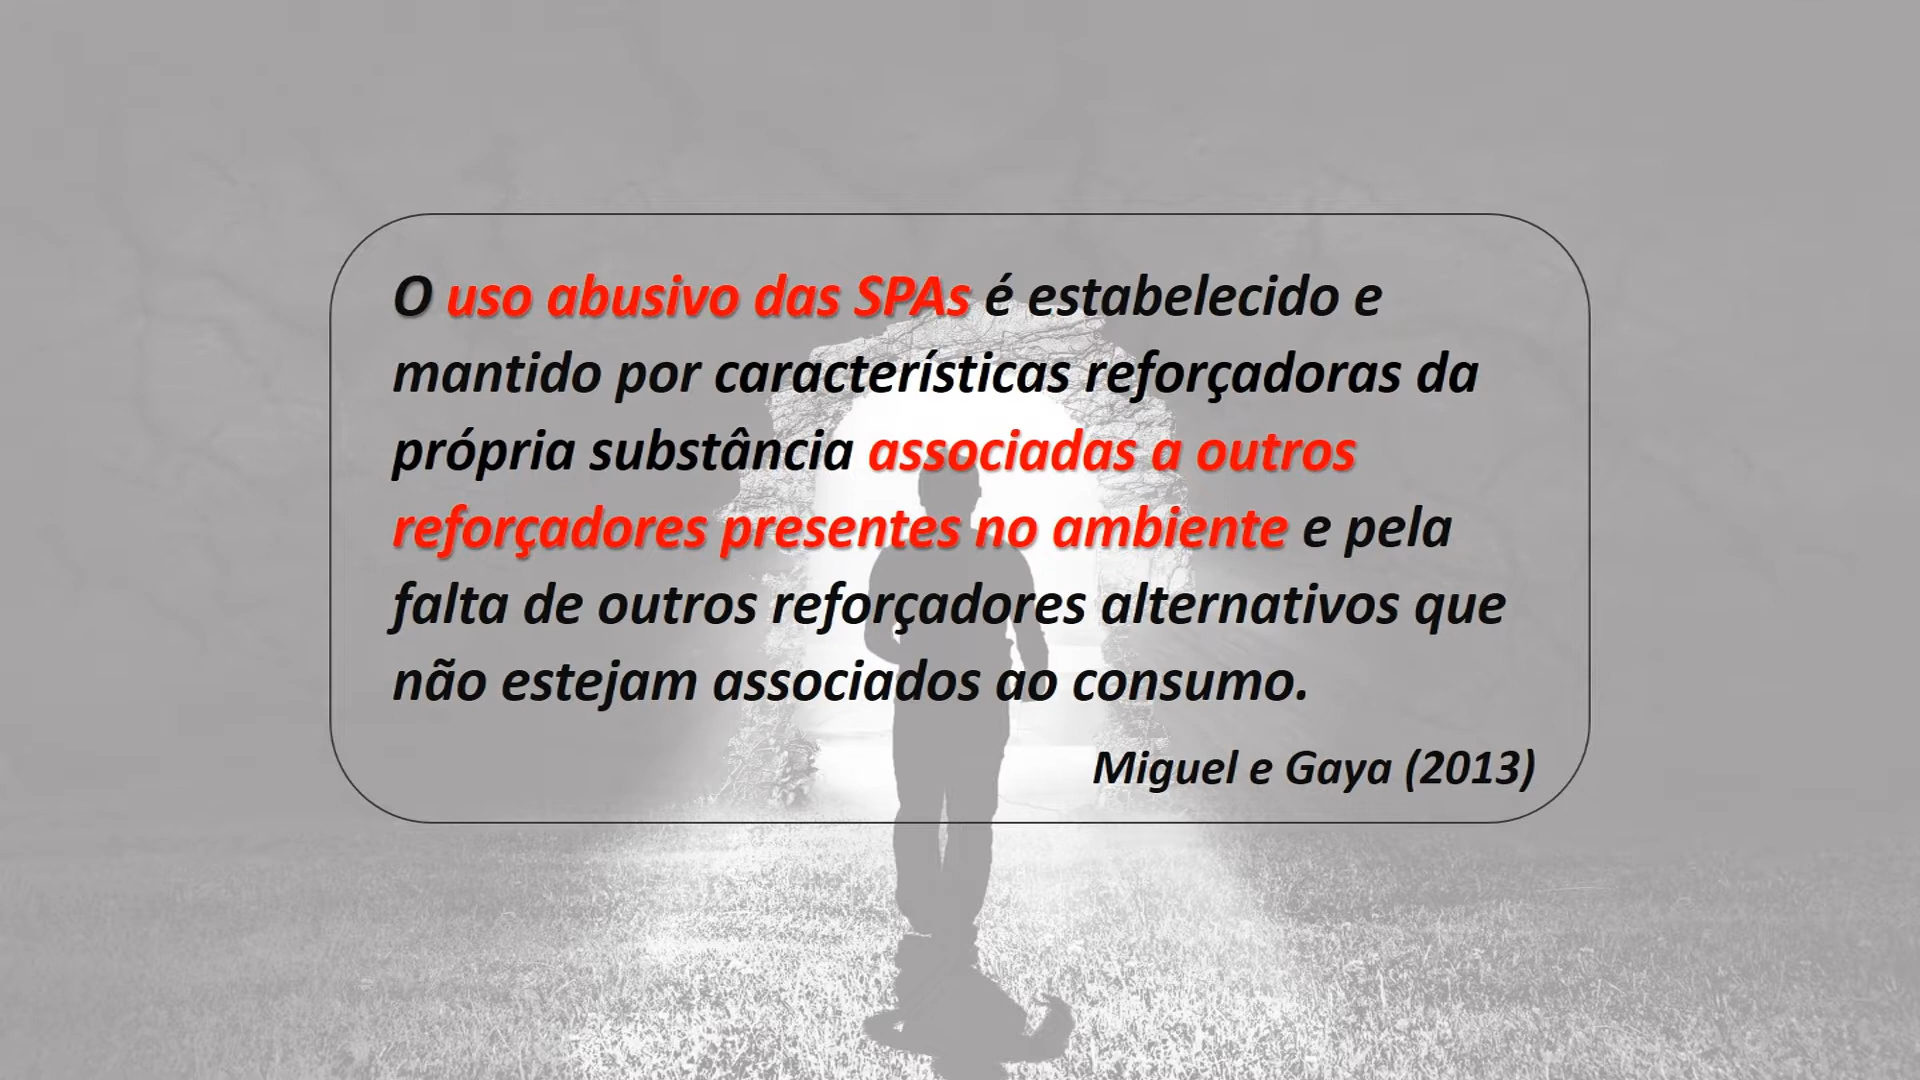 O uso abusivo das SPAs é estabelecido e
mantido por características reforçadoras da
própria substância associadas a outros
reforçadores presentes no ambiente e pela
falta de outros reforçadores alternativos que
não estejam associados ao consumo.
Miguel e Gaya (2013)